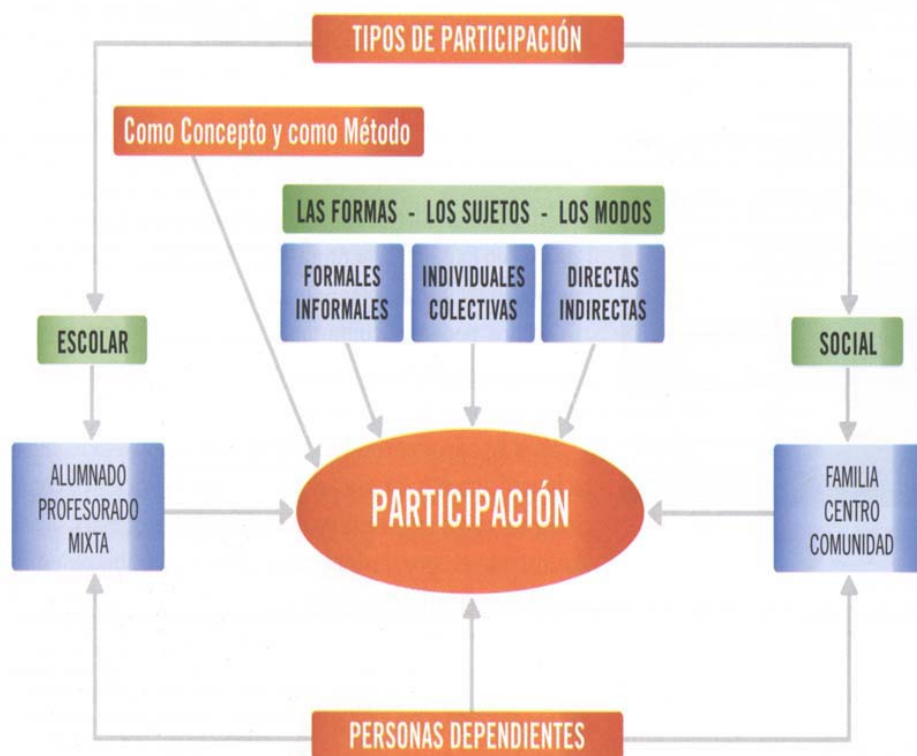 TIPOS DE PARTICIPACIÓN
Como Concepto y como Método
LAS FORMAS - LOS SUJETOS - LOS MODOS
FORMALES
INFORMALES
INDIVIDUALES
COLECTIVAS
DIRECTAS
INDIRECTAS
ESCOLAR
SOCIAL
ALUMNADO
PROFESORADO
MIXTA
PARTICIPACIÓN
FAMILIA
CENTRO
COMUNIDAD
PERSONAS DEPENDIENTES